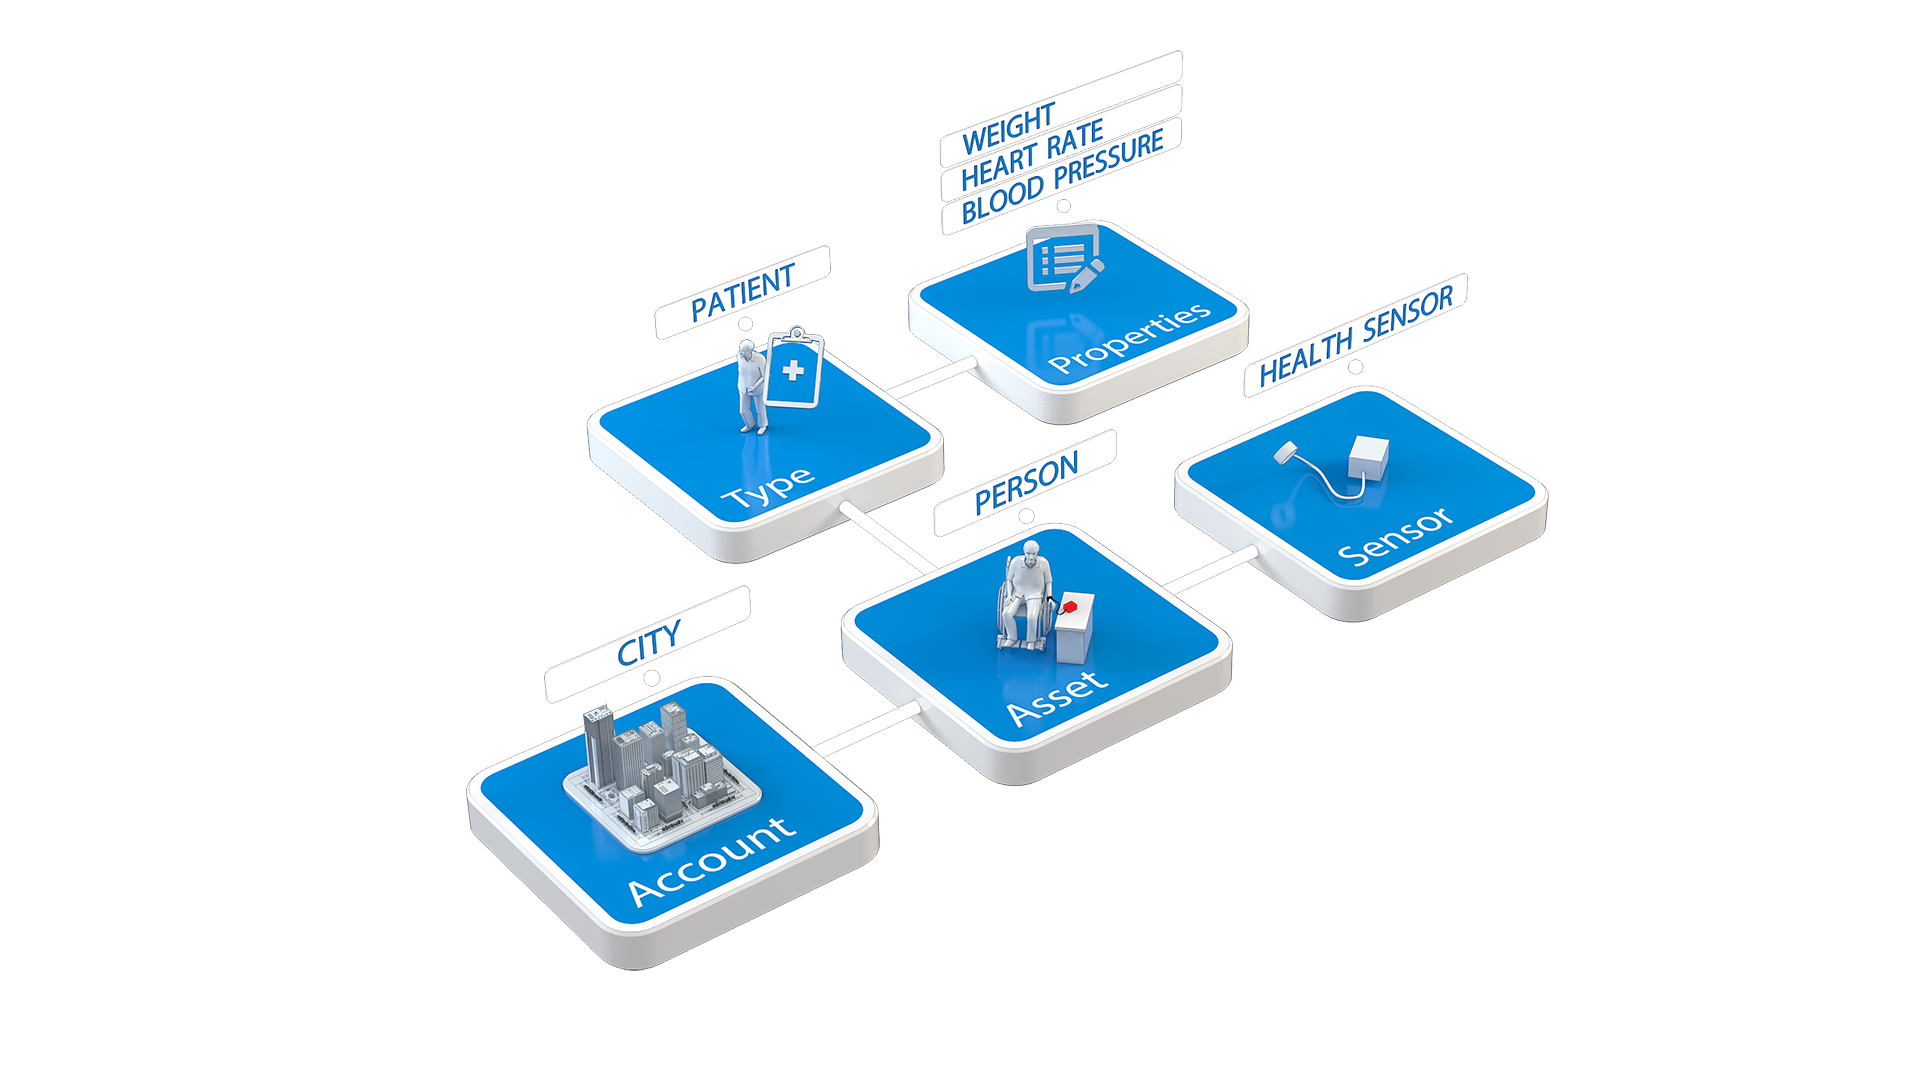 WEIGHT
HEART RATE
BLOOD PRESSURE
Properties
PATIENT
Type
HEALTH SENSOR
Sensor
PERSON
Asset
CITY
Account